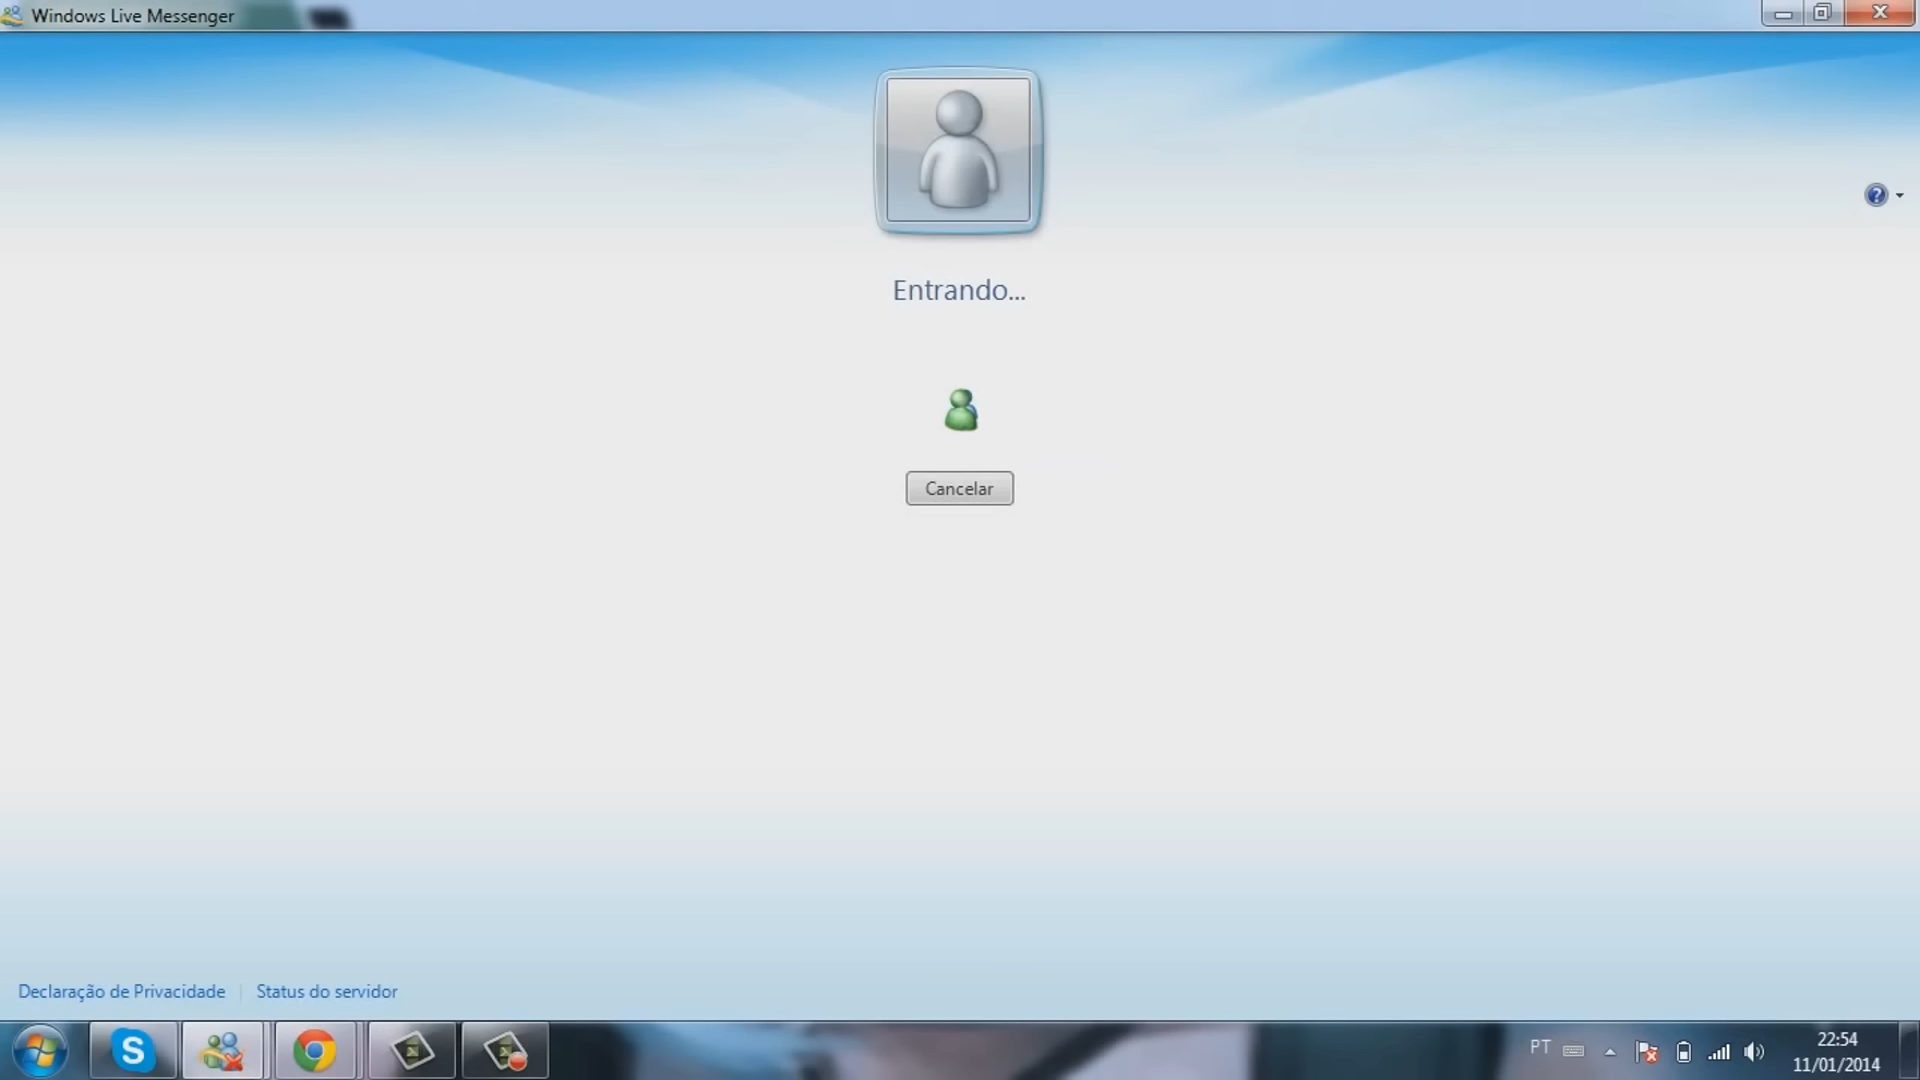 Windows Live Messenger
Entrando...
Cancelar
Declaração de Privacidade
Status do servidor
PT
22:54
11/01/2014